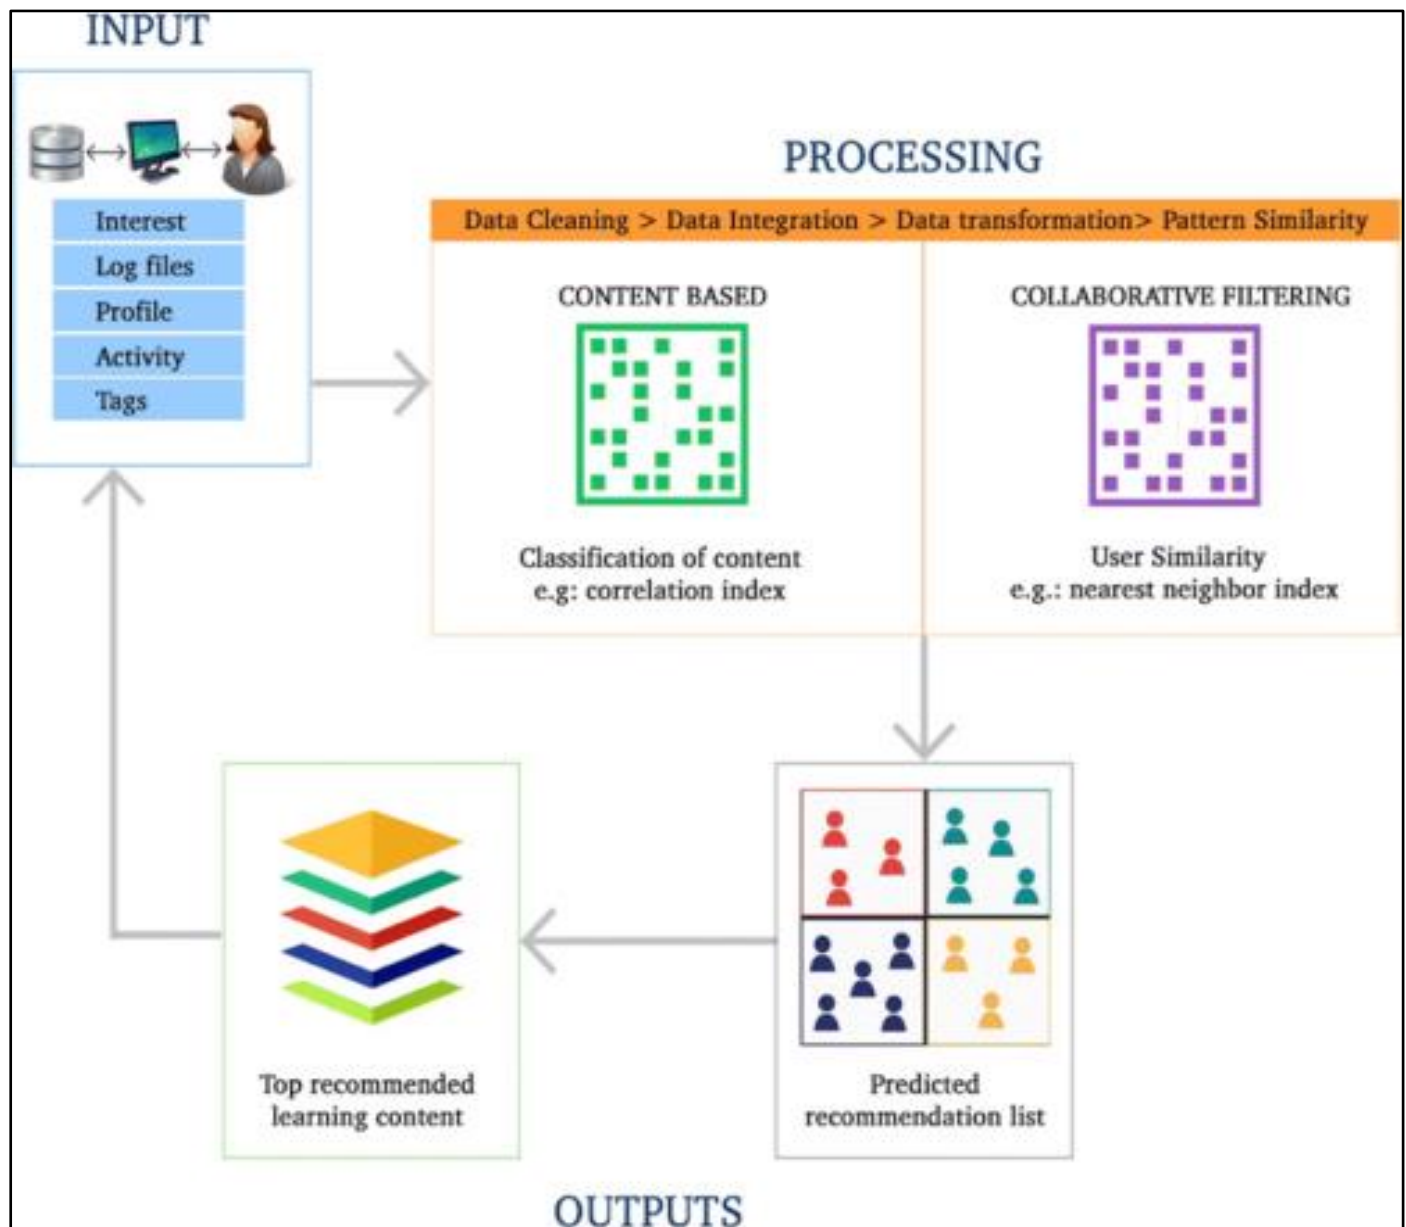 INPUT
Interest
Log files
Profile
Activity
Tags
PROCESSING
Data Cleaning > Data Integration > Data transformation> Pattern Similarity
CONTENT BASED
Classification of content
e.g: correlation index
COLLABORATIVE FILTERING
User Similarity
e.g.: nearest neighbor index
Top recommended
learning content
Predicted
recommendation list
OUTPUTS